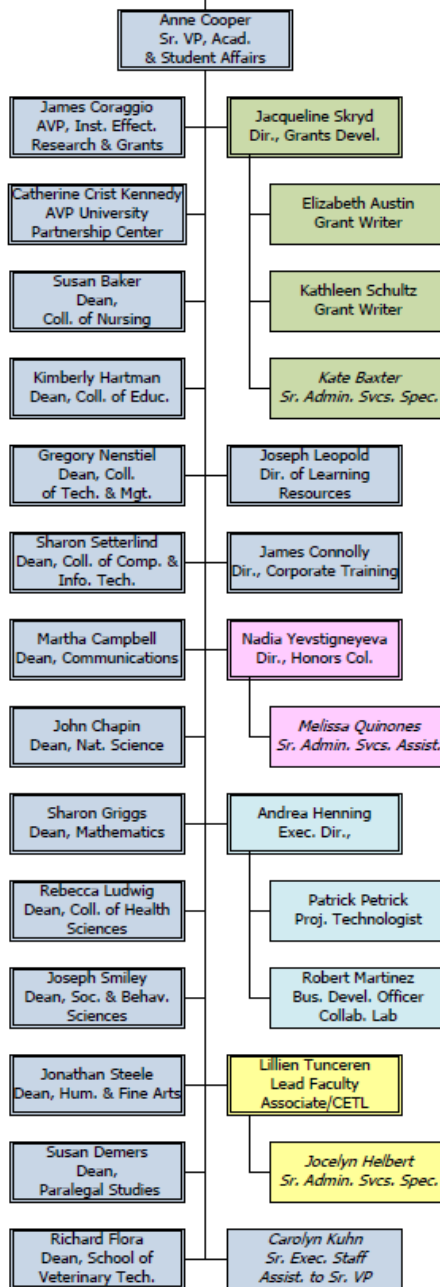 Anne Cooper
Sr. VP, Acad.
& Student Affairs
James Coraggio
AVP, Inst. Effect.
Research & Grants
Jacqueline Skryd
Dir., Grants Devel.
Catherine Crist Kennedy
AVP University
Partnership Center
Elizabeth Austin
Grant Writer
Susan Baker
Dean,
Coll. of Nursing
Kathleen Schultz
Grant Writer
Kimberly Hartman
Dean, Coll. of Educ.
Kate Baxter
Sr. Admin. Svcs. Spec.
Gregory Nenstiel
Dean, Coll.
of Tech. & Mgt.
Joseph Leopold
Dir. of Learning
Resources
Sharon Setterlind
Dean, Coll. of Comp. &
Info. Tech.
James Connolly
Dir., Corporate Training
Martha Campbell
Dean, Communications
Nadia Yevstigneyeva
Dir., Honors Col.
John Chapin
Dean, Nat. Science
Melissa Quinones
Sr. Admin. Svcs. Assist.
Sharon Griggs
Dean, Mathematics
Andrea Henning
Exec. Dir.,
Rebecca Ludwig
Dean, Coll. of Health
Sciences
Patrick Petrick
Proj. Technologist
Joseph Smiley
Dean, Soc. & Behav.
Sciences
Robert Martinez
Bus. Devel. Officer
Collab. Lab
Jonathan Steele
Dean, Hum. & Fine Arts
Lillien Tunceren
Lead Faculty
Associate/CETL
Susan Demers
Dean,
Paralegal Studies
Jocelyn Helbert
Sr. Admin. Svcs. Spec.
Richard Flora
Dean, School of
Veterinary Tech.
Carolyn Kuhn
Sr. Exec. Staff
Assist. to Sr. VP